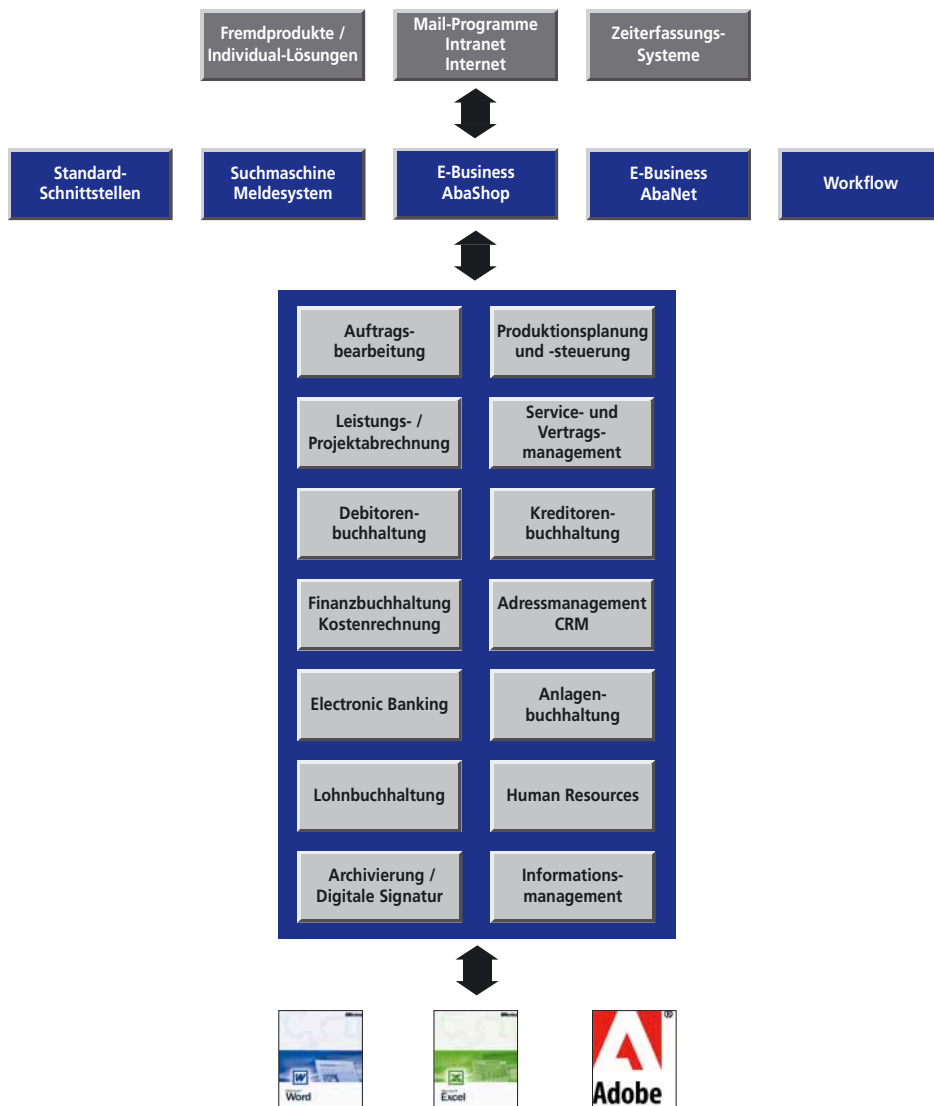 Fremdprodukte /
Individual-Lösungen
Mail-Programme
Intranet
Internet
Zeiterfassungs-
Systeme
Standard-
Schnittstellen
Suchmaschine
Meldesystem
E-Business
AbaShop
E-Business
AbaNet
Workflow
Auftrags-
bearbeitung
Produktionsplanung
und -steuerung
Leistungs- /
Projektabrechnung
Service- und
Vertrags-
management
Debitoren-
buchhaltung
Kreditoren-
buchhaltung
Finanzbuchhaltung
Kostenrechnung
Adressmanagement
CRM
Electronic Banking
Anlagen-
buchhaltung
Lohnbuchhaltung
Human Resources
Archivierung /
Digitale Signatur
Informations-
management
W
Word
Excel
®
Adobe